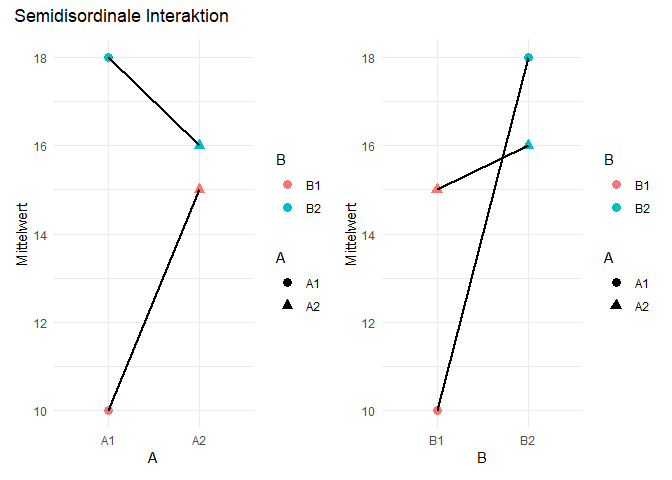 Semidisordinale Interaktion
Mittelwert
18
16
14
12
10
A1
A2
A
B
B1
B2
A
A1
A2
Mittelwert
18
16
14
12
10
B1
B2
B
B
B1
B2
A
A1
A2